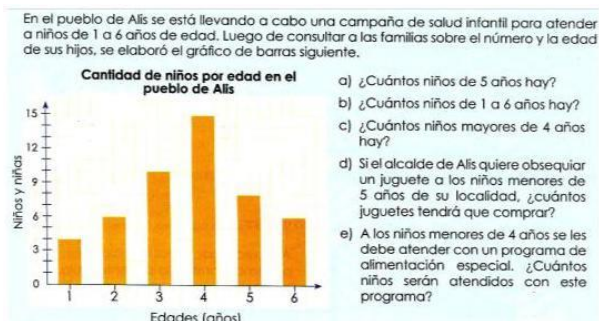 En el pueblo de Alis se está llevando a cabo una campaña de salud infantil para atender
a niños de 1 a 6 años de edad. Luego de consultar a las familias sobre el número y la edad
de sus hijos, se elaboró el gráfico de barras siguiente.
Cantidad de niños por edad en el
pueblo de Alis
Niños y niñas
15
12
9
6
3
0
1 2 3 4 5 6
Edades (años)
a) ¿Cuántos niños de 5 años hay?
b) ¿Cuántos niños de 1 a 6 años hay?
c) ¿Cuántos niños mayores de 4 años
hay?
d) Si el alcalde de Alis quiere obsequiar
un juguete a los niños menores de
5 años de su localidad, ¿cuántos
juguetes tendrá que comprar?
e) A los niños menores de 4 años se les
debe atender con un programa de
alimentación especial. ¿Cuántos
niños serán atendidos con este
programa?